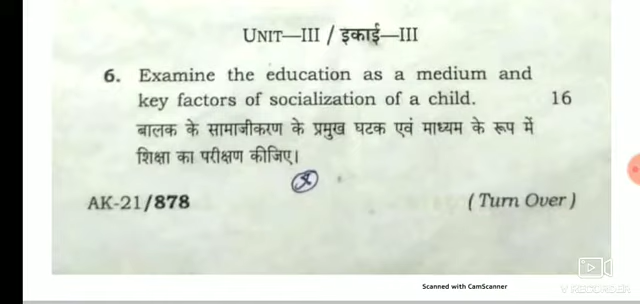 UNIT—III / इकाई—III
6. Examine the education as a medium and
key factors of socialization of a child. 16
बालक के सामाजीकरण के प्रमुख घटक एवं माध्यम के रूप में
शिक्षा का परीक्षण कीजिए।
AK-21/878 (Turn Over)
Scanned with CamScanner
V RECORDER